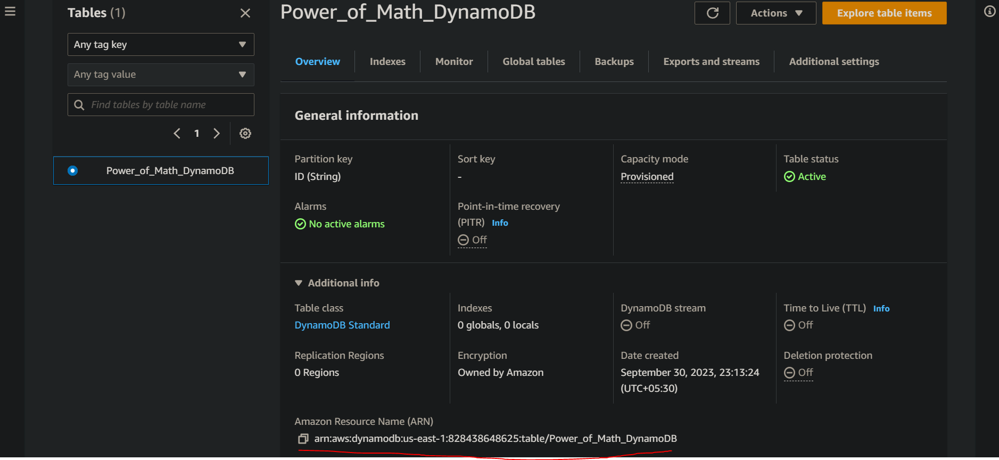 Tables (1)
Any tag key
Any tag value
Find tables by table name
1
Power_of_Math_DynamoDB
Power_of_Math_DynamoDB
Actions
Explore table items
Overview
Indexes
Monitor
Global tables
Backups
Exports and streams
Additional settings
General information
Partition key
ID (String)
Sort key
-
Capacity mode
Provisioned
Table status
Active
Alarms
No active alarms
Point-in-time recovery
(PITR) Info
Off
Additional info
Table class
DynamoDB Standard
Indexes
0 globals, 0 locals
DynamoDB stream
Off
Time to Live (TTL) Info
Off
Replication Regions
0 Regions
Encryption
Owned by Amazon
Date created
September 30, 2023, 23:13:24
(UTC+05:30)
Deletion protection
Off
Amazon Resource Name (ARN)
arn:aws:dynamodb:us-east-1:828438648625:table/Power_of_Math_DynamoDB